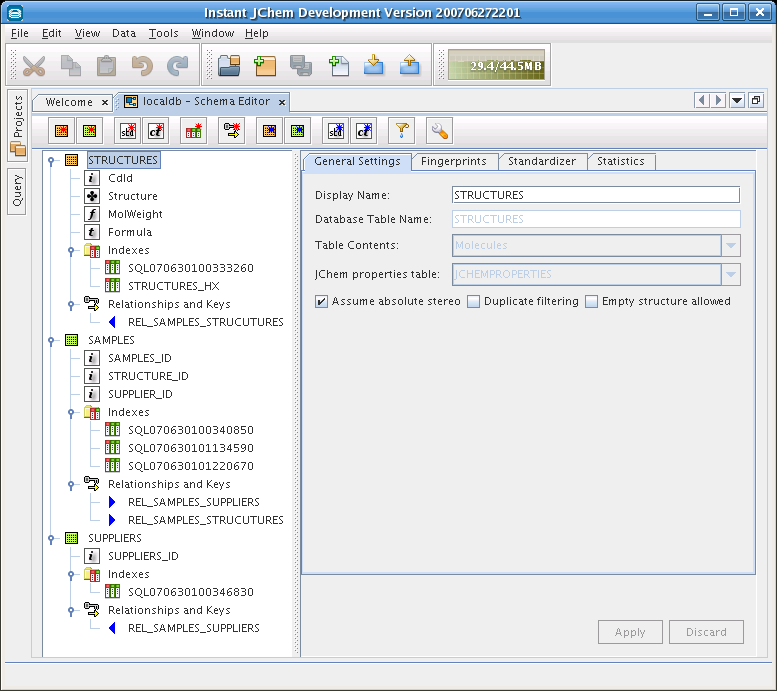 Instant JChem Development Version 200706272201
File Edit View Data Tools Window Help
29.4/44.5MB
Projects
Query
Welcome × localdb - Schema Editor ×
std ct std ct
STRUCTURES
i CdId
Structure
f MolWeight
t Formula
Indexes
SQL070630100333260
STRUCTURES_HX
Relationships and Keys
REL_SAMPLES_STRUCUTURES
SAMPLES
i SAMPLES_ID
i STRUCTURE_ID
i SUPPLIER_ID
Indexes
SQL070630100340850
SQL070630101134590
SQL070630101220670
Relationships and Keys
REL_SAMPLES_SUPPLIERS
REL_SAMPLES_STRUCUTURES
SUPPLIERS
i SUPPLIERS_ID
Indexes
SQL070630100346830
Relationships and Keys
REL_SAMPLES_SUPPLIERS
General Settings Fingerprints Standardizer Statistics
Display Name: STRUCTURES
Database Table Name: STRUCTURES
Table Contents: Molecules
JChem properties table: JCHEMPROPERTIES
Assume absolute stereo Duplicate filtering Empty structure allowed
Apply Discard